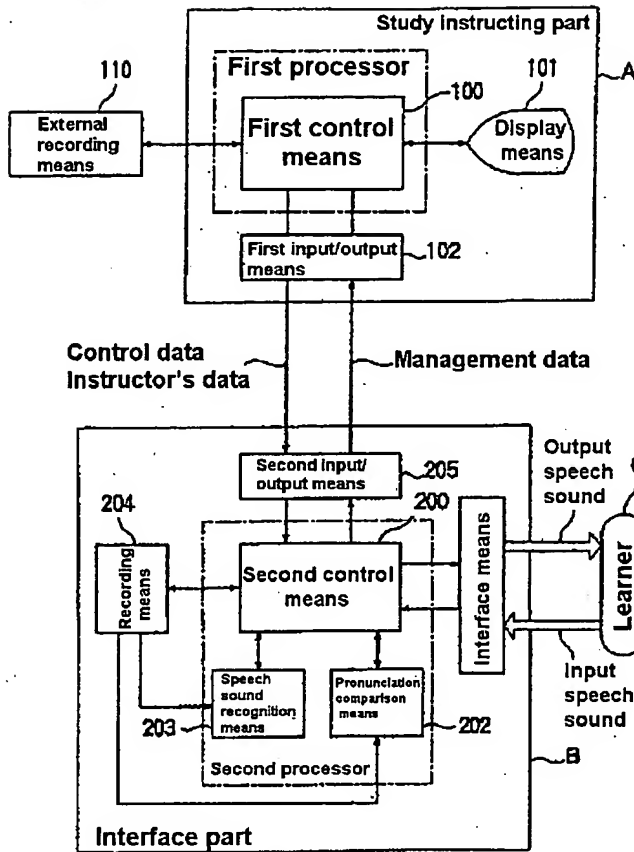 Study instructing part
A
110
First processor
100
101
External
recording
means
First control
means
Display
means
First input/output
means
102
Control data
Instructor's data
Management data
Second input/
output means
205
Output
speech
sound
204
200
Recording
means
Second control
means
Interface means
Learner
Speech
sound
recognition
means
Pronunciation
comparison
means
Input
speech
sound
203
202
Second processor
B
Interface part